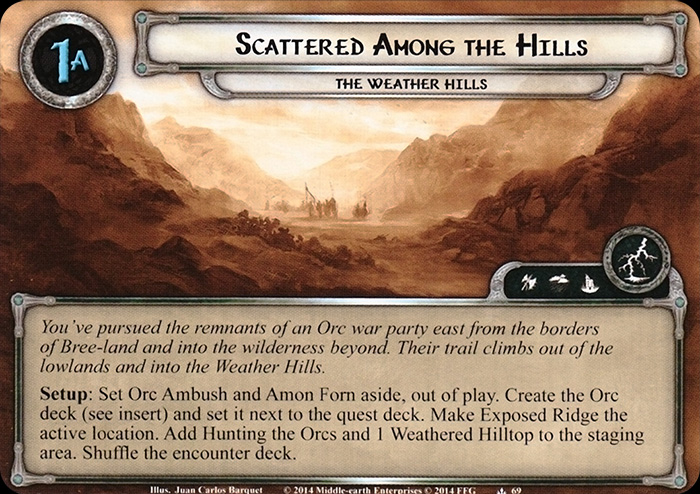 1A
SCATTERED AMONG THE HILLS
THE WEATHER HILLS
You've pursued the remnants of an Orc war party east from the borders
of Bree-land and into the wilderness beyond. Their trail climbs out of the
lowlands and into the Weather Hills.
Setup: Set Orc Ambush and Amon Forn aside, out of play. Create the Orc
deck (see insert) and set it next to the quest deck. Make Exposed Ridge the
active location. Add Hunting the Orcs and 1 Weathered Hilltop to the staging
area. Shuffle the encounter deck.
Illus. Juan Carlos Barquet © 2014 Middle-earth Enterprises © 2014 FFG 69